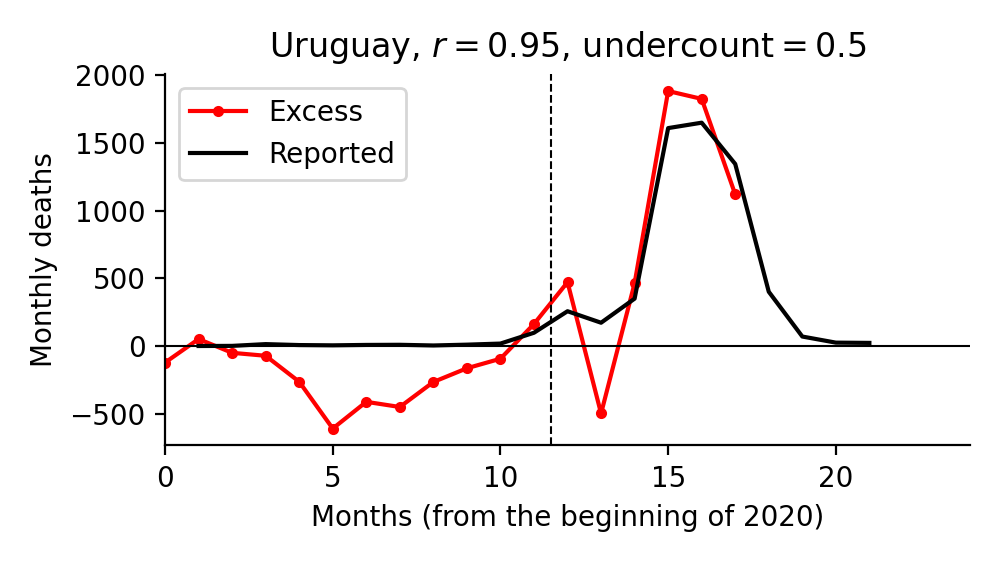 Uruguay, r = 0.95, undercount = 0.5
Excess
Reported
Monthly deaths
2000
1500
1000
500
0
−500
0 5 10 15 20
Months (from the beginning of 2020)